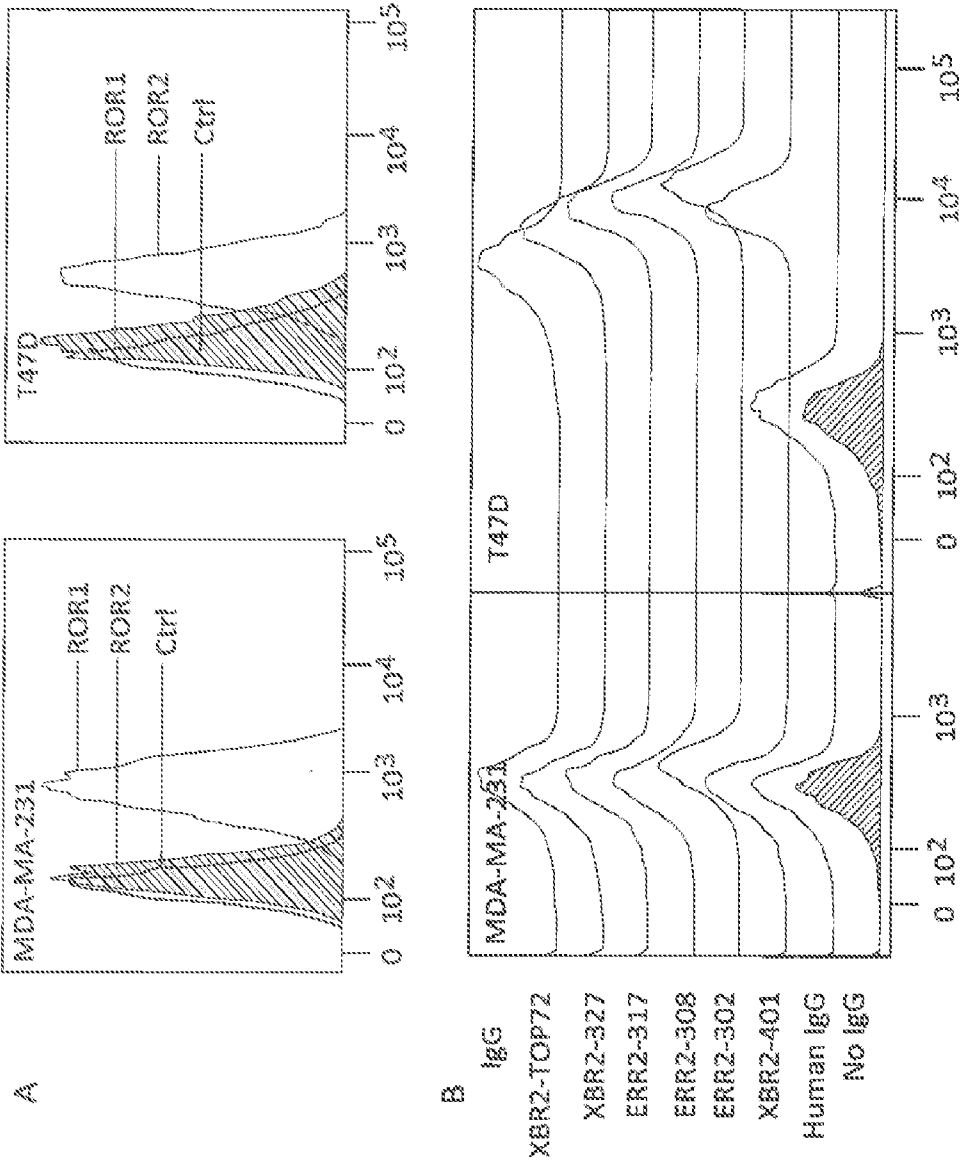 A
MDA-MA-231
ROR1
ROR2
Ctrl
0 10² 10³ 10⁴ 10⁵
T47D
ROR1
ROR2
Ctrl
0 10² 10³ 10⁴ 10⁵
B
IgG
XBR2-TOP72
XBR2-327
ERR2-317
ERR2-308
ERR2-302
XBR2-401
Human IgG
No IgG
MDA-MA-231
0 10² 10³
T47D
0 10² 10³ 10⁴ 10⁵